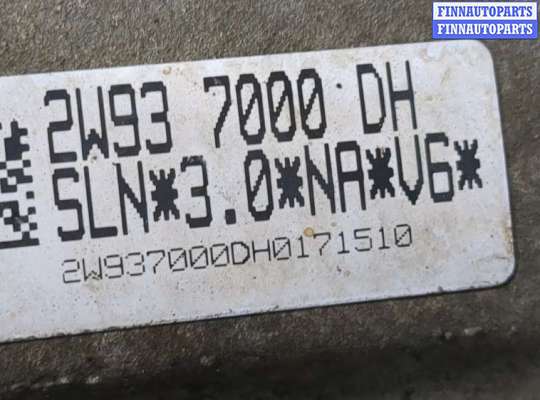 FINNAUTOPARTS
FINNAUTOPARTS
2W93 7000 DH
SLN*3.0*NA*V6*
2W937000DH0171510